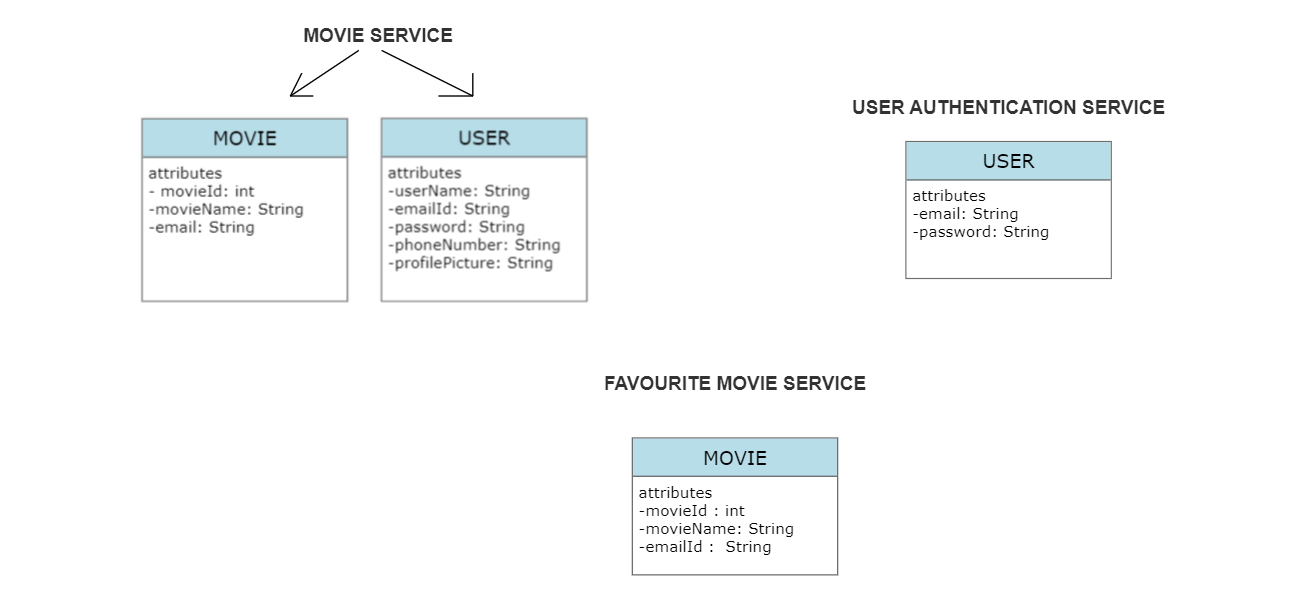 MOVIE SERVICE
MOVIE
attributes
- movieId: int
-movieName: String
-email: String
USER
attributes
-userName: String
-emailId: String
-password: String
-phoneNumber: String
-profilePicture: String
USER AUTHENTICATION SERVICE
USER
attributes
-email: String
-password: String
FAVOURITE MOVIE SERVICE
MOVIE
attributes
-movieId : int
-movieName: String
-emailId :  String